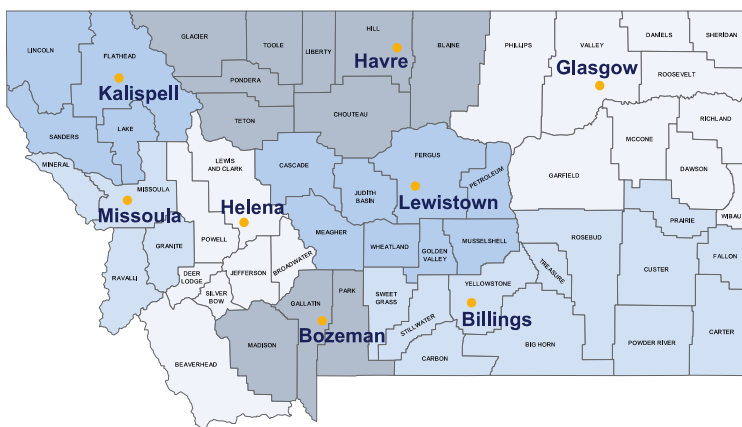 LINCOLN
FLATHEAD
Kalispell
SANDERS
LAKE
GLACIER
TOOLE
LIBERTY
HILL
Havre
BLAINE
PONDERA
TETON
CHOUTEAU
PHILLIPS
VALLEY
DANIELS
SHERIDAN
Glasgow
ROOSEVELT
RICHLAND
MCCONE
DAWSON
GARFIELD
WIBAU
MINERAL
MISSOULA
Missoula
LEWIS
AND CLARK
Helena
POWELL
GRANITE
RAVALLI
DEER
LODGE
SILVER
BOW
JEFFERSON
BROADWATER
BEAVERHEAD
CASCADE
JUDITH
BASIN
FERGUS
PETROLEUM
Lewistown
MEAGHER
WHEATLAND
GOLDEN
VALLEY
MUSSELSHELL
GALLATIN
PARK
Bozeman
MADISON
SWEET
GRASS
STILLWATER
CARBON
YELLOWSTONE
Billings
TREASURE
BIG HORN
ROSEBUD
PRAIRIE
CUSTER
FALLON
POWDER RIVER
CARTER